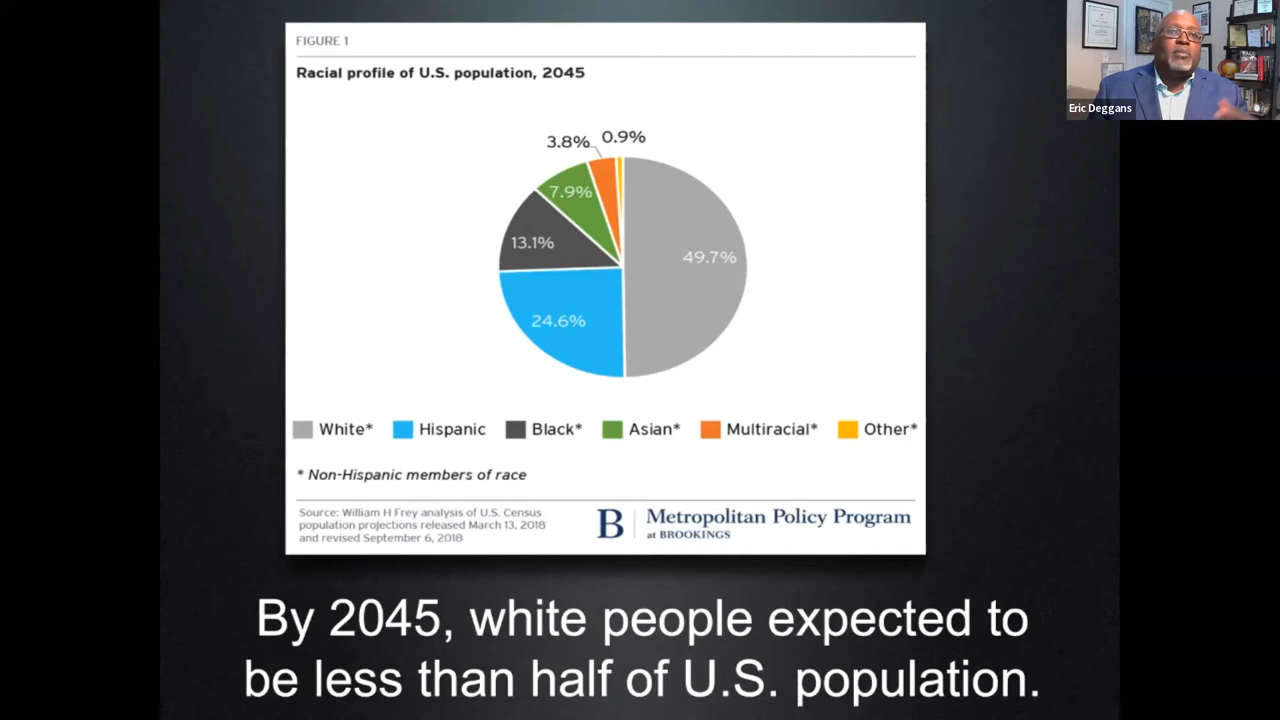 FIGURE 1
Racial profile of U.S. population, 2045
3.8% 0.9%
7.9%
13.1%
49.7%
24.6%
White* Hispanic Black* Asian* Multiracial* Other*
* Non-Hispanic members of race
Source: William H Frey analysis of U.S. Census
population projections released March 13, 2018
and revised September 6, 2018
B Metropolitan Policy Program
at BROOKINGS
By 2045, white people expected to
be less than half of U.S. population.
Eric Deggans